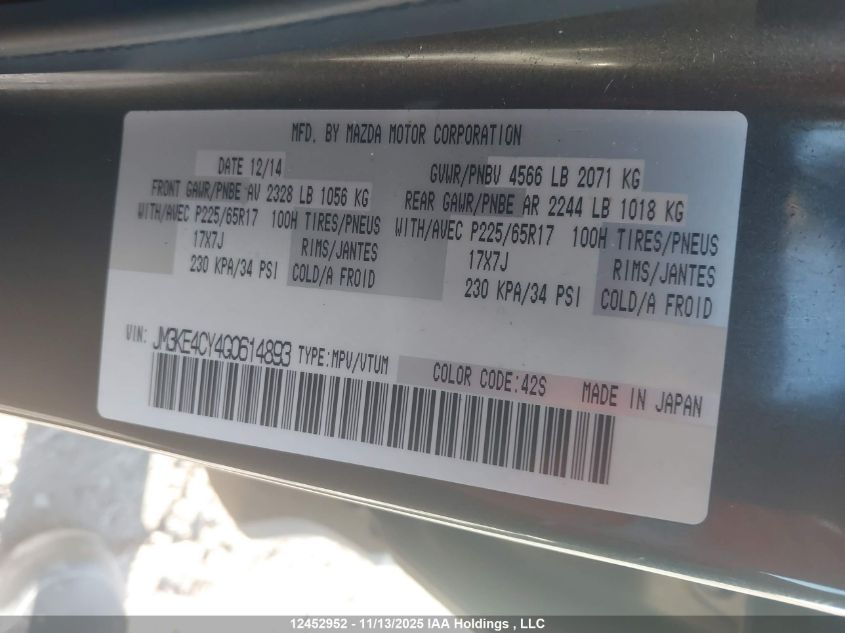 MFD. BY MAZDA MOTOR CORPORATION
DATE 12/14 GVWR/PNBV 4566 LB 2071 KG
FRONT GAWR/PNBE AV 2328 LB 1056 KG REAR GAWR/PNBE AR 2244 LB 1018 KG
WITH/AVEC P225/65R17 100H TIRES/PNEUS WITH/AVEC P225/65R17 100H TIRES/PNEUS
17X7J RIMS/JANTES 17X7J RIMS/JANTES
230 KPA/34 PSI COLD/A FROID 230 KPA/34 PSI COLD/A FROID
VIN: JM3KE4CY4G0614893 TYPE:MPV/VTUM COLOR CODE:42S MADE IN JAPAN
12452952 - 11/13/2025 IAA Holdings , LLC